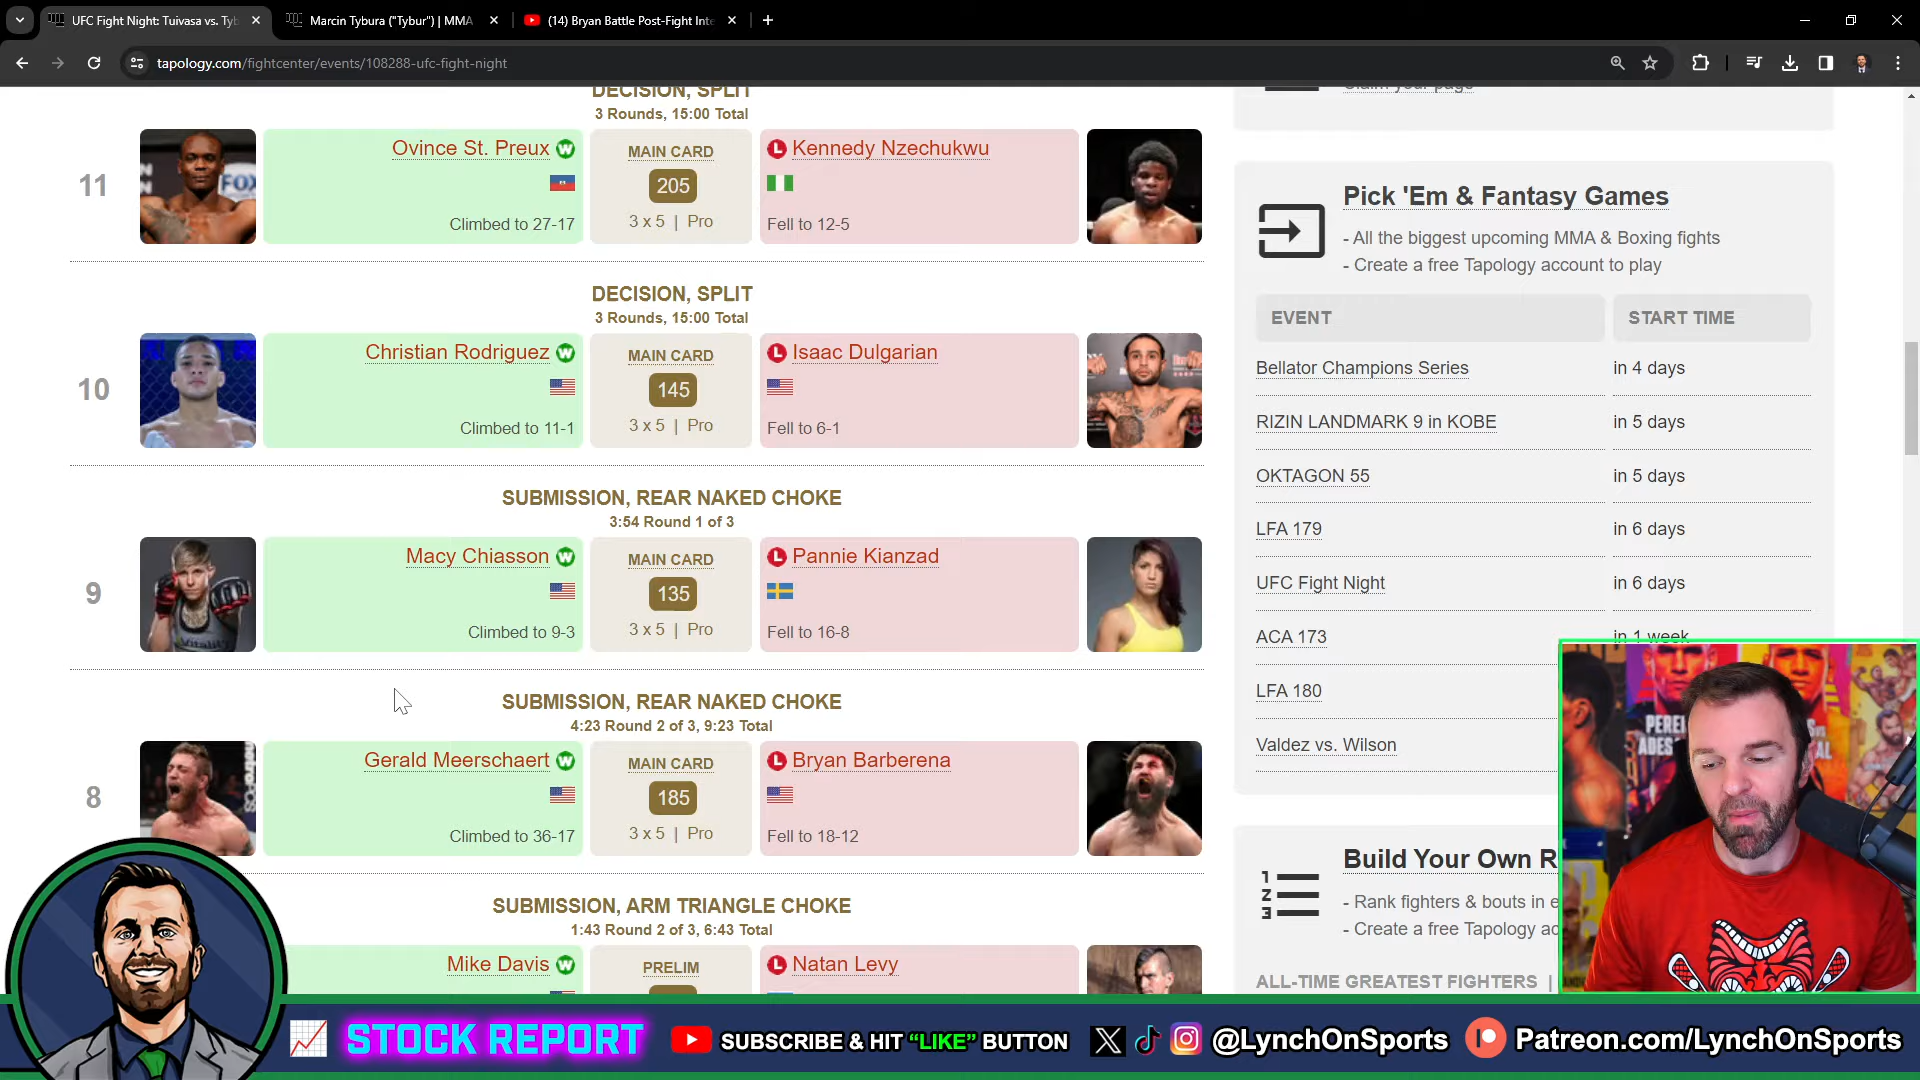 UFC Fight Night: Tuivasa vs. Tyb
Marcin Tybura ("Tybur") | MMA
(14) Bryan Battle Post-Fight Inte
tapology.com/fightcenter/events/108288-ufc-fight-night
DECISION, SPLIT
3 Rounds, 15:00 Total
11
Ovince St. Preux W
Climbed to 27-17
MAIN CARD
205
3 x 5 | Pro
L Kennedy Nzechukwu
Fell to 12-5
DECISION, SPLIT
3 Rounds, 15:00 Total
10
Christian Rodriguez W
Climbed to 11-1
MAIN CARD
145
3 x 5 | Pro
L Isaac Dulgarian
Fell to 6-1
SUBMISSION, REAR NAKED CHOKE
3:54 Round 1 of 3
9
Macy Chiasson W
Climbed to 9-3
MAIN CARD
135
3 x 5 | Pro
L Pannie Kianzad
Fell to 16-8
SUBMISSION, REAR NAKED CHOKE
4:23 Round 2 of 3, 9:23 Total
8
Gerald Meerschaert W
Climbed to 36-17
MAIN CARD
185
3 x 5 | Pro
L Bryan Barberena
Fell to 18-12
SUBMISSION, ARM TRIANGLE CHOKE
1:43 Round 2 of 3, 6:43 Total
Mike Davis W
PRELIM
L Natan Levy
Claim your page
Pick 'Em & Fantasy Games
- All the biggest upcoming MMA & Boxing fights
- Create a free Tapology account to play
EVENT START TIME
Bellator Champions Series in 4 days
RIZIN LANDMARK 9 in KOBE in 5 days
OKTAGON 55 in 5 days
LFA 179 in 6 days
UFC Fight Night in 6 days
ACA 173 in 1 week
LFA 180
Valdez vs. Wilson
Build Your Own R
1
2
3
- Rank fighters & bouts in e
- Create a free Tapology ac
ALL-TIME GREATEST FIGHTERS |
STOCK REPORT
SUBSCRIBE & HIT "LIKE" BUTTON
@LynchOnSports
Patreon.com/LynchOnSports